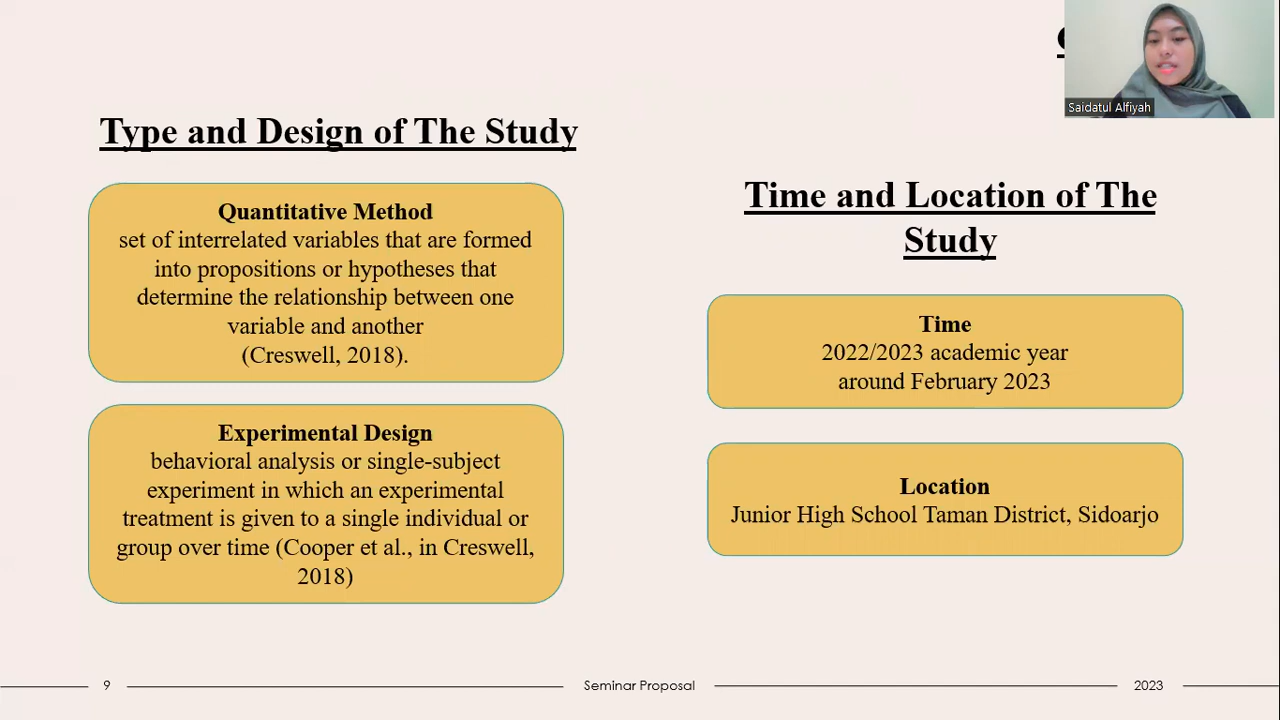 Type and Design of The Study
Quantitative Method
set of interrelated variables that are formed
into propositions or hypotheses that
determine the relationship between one
variable and another
(Creswell, 2018).
Experimental Design
behavioral analysis or single-subject
experiment in which an experimental
treatment is given to a single individual or
group over time (Cooper et al., in Creswell,
2018)
Saidatul Alfiyah
Time and Location of The
Study
Time
2022/2023 academic year
around February 2023
Location
Junior High School Taman District, Sidoarjo
9
Seminar Proposal
2023